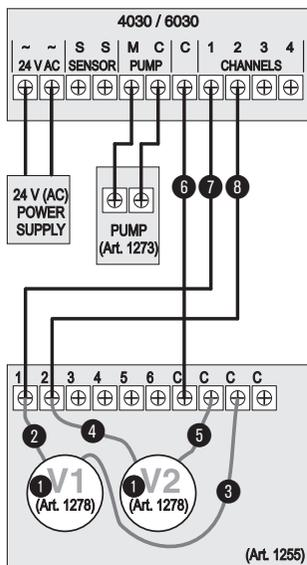 4030 / 6030
~ ~ S S M C C 1 2 3 4
24 V AC SENSOR PUMP CHANNELS
6 7 8
24 V (AC)
POWER
SUPPLY
PUMP
(Art. 1273)
1 2 3 4 5 6 C C C C
2 4 5
1 V1
(Art. 1278)
1 V2
(Art. 1278)
3
(Art. 1255)